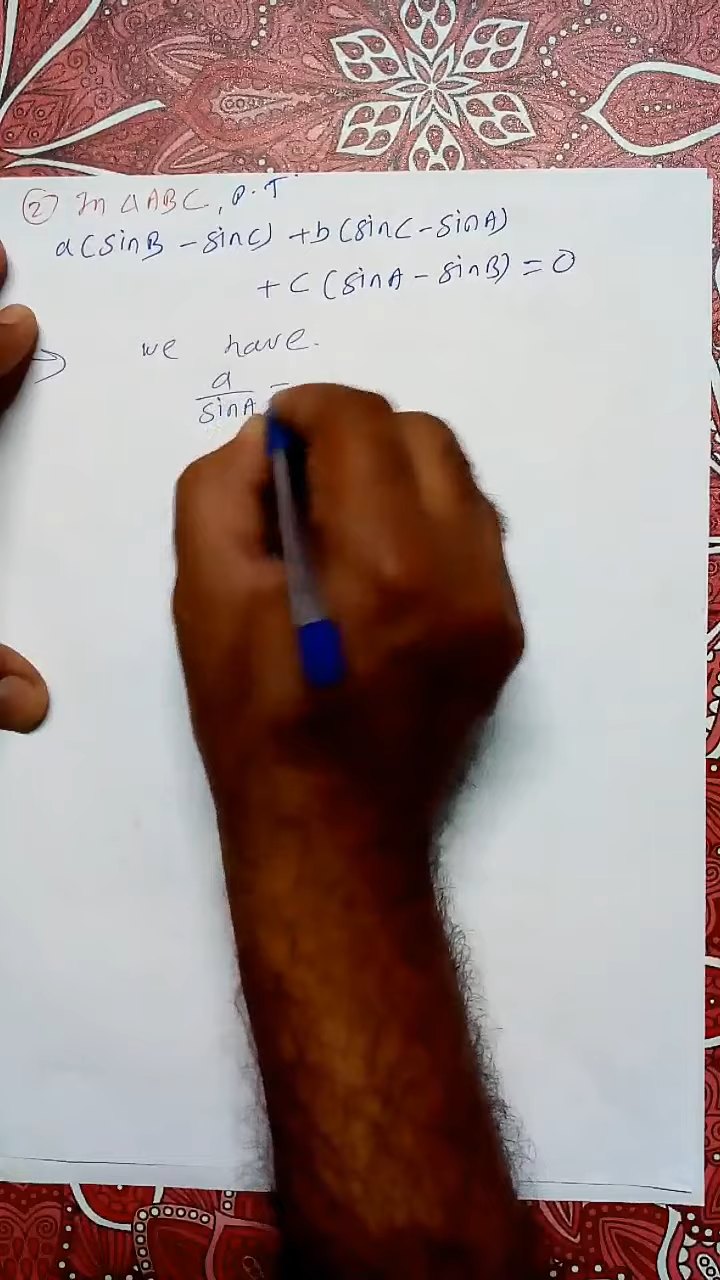 ② In ΔABC, P.T
a(sinB - sinC) + b(sinC - sinA)
+ C (sinA - sinB) = 0
→ we have.
a/sinA =